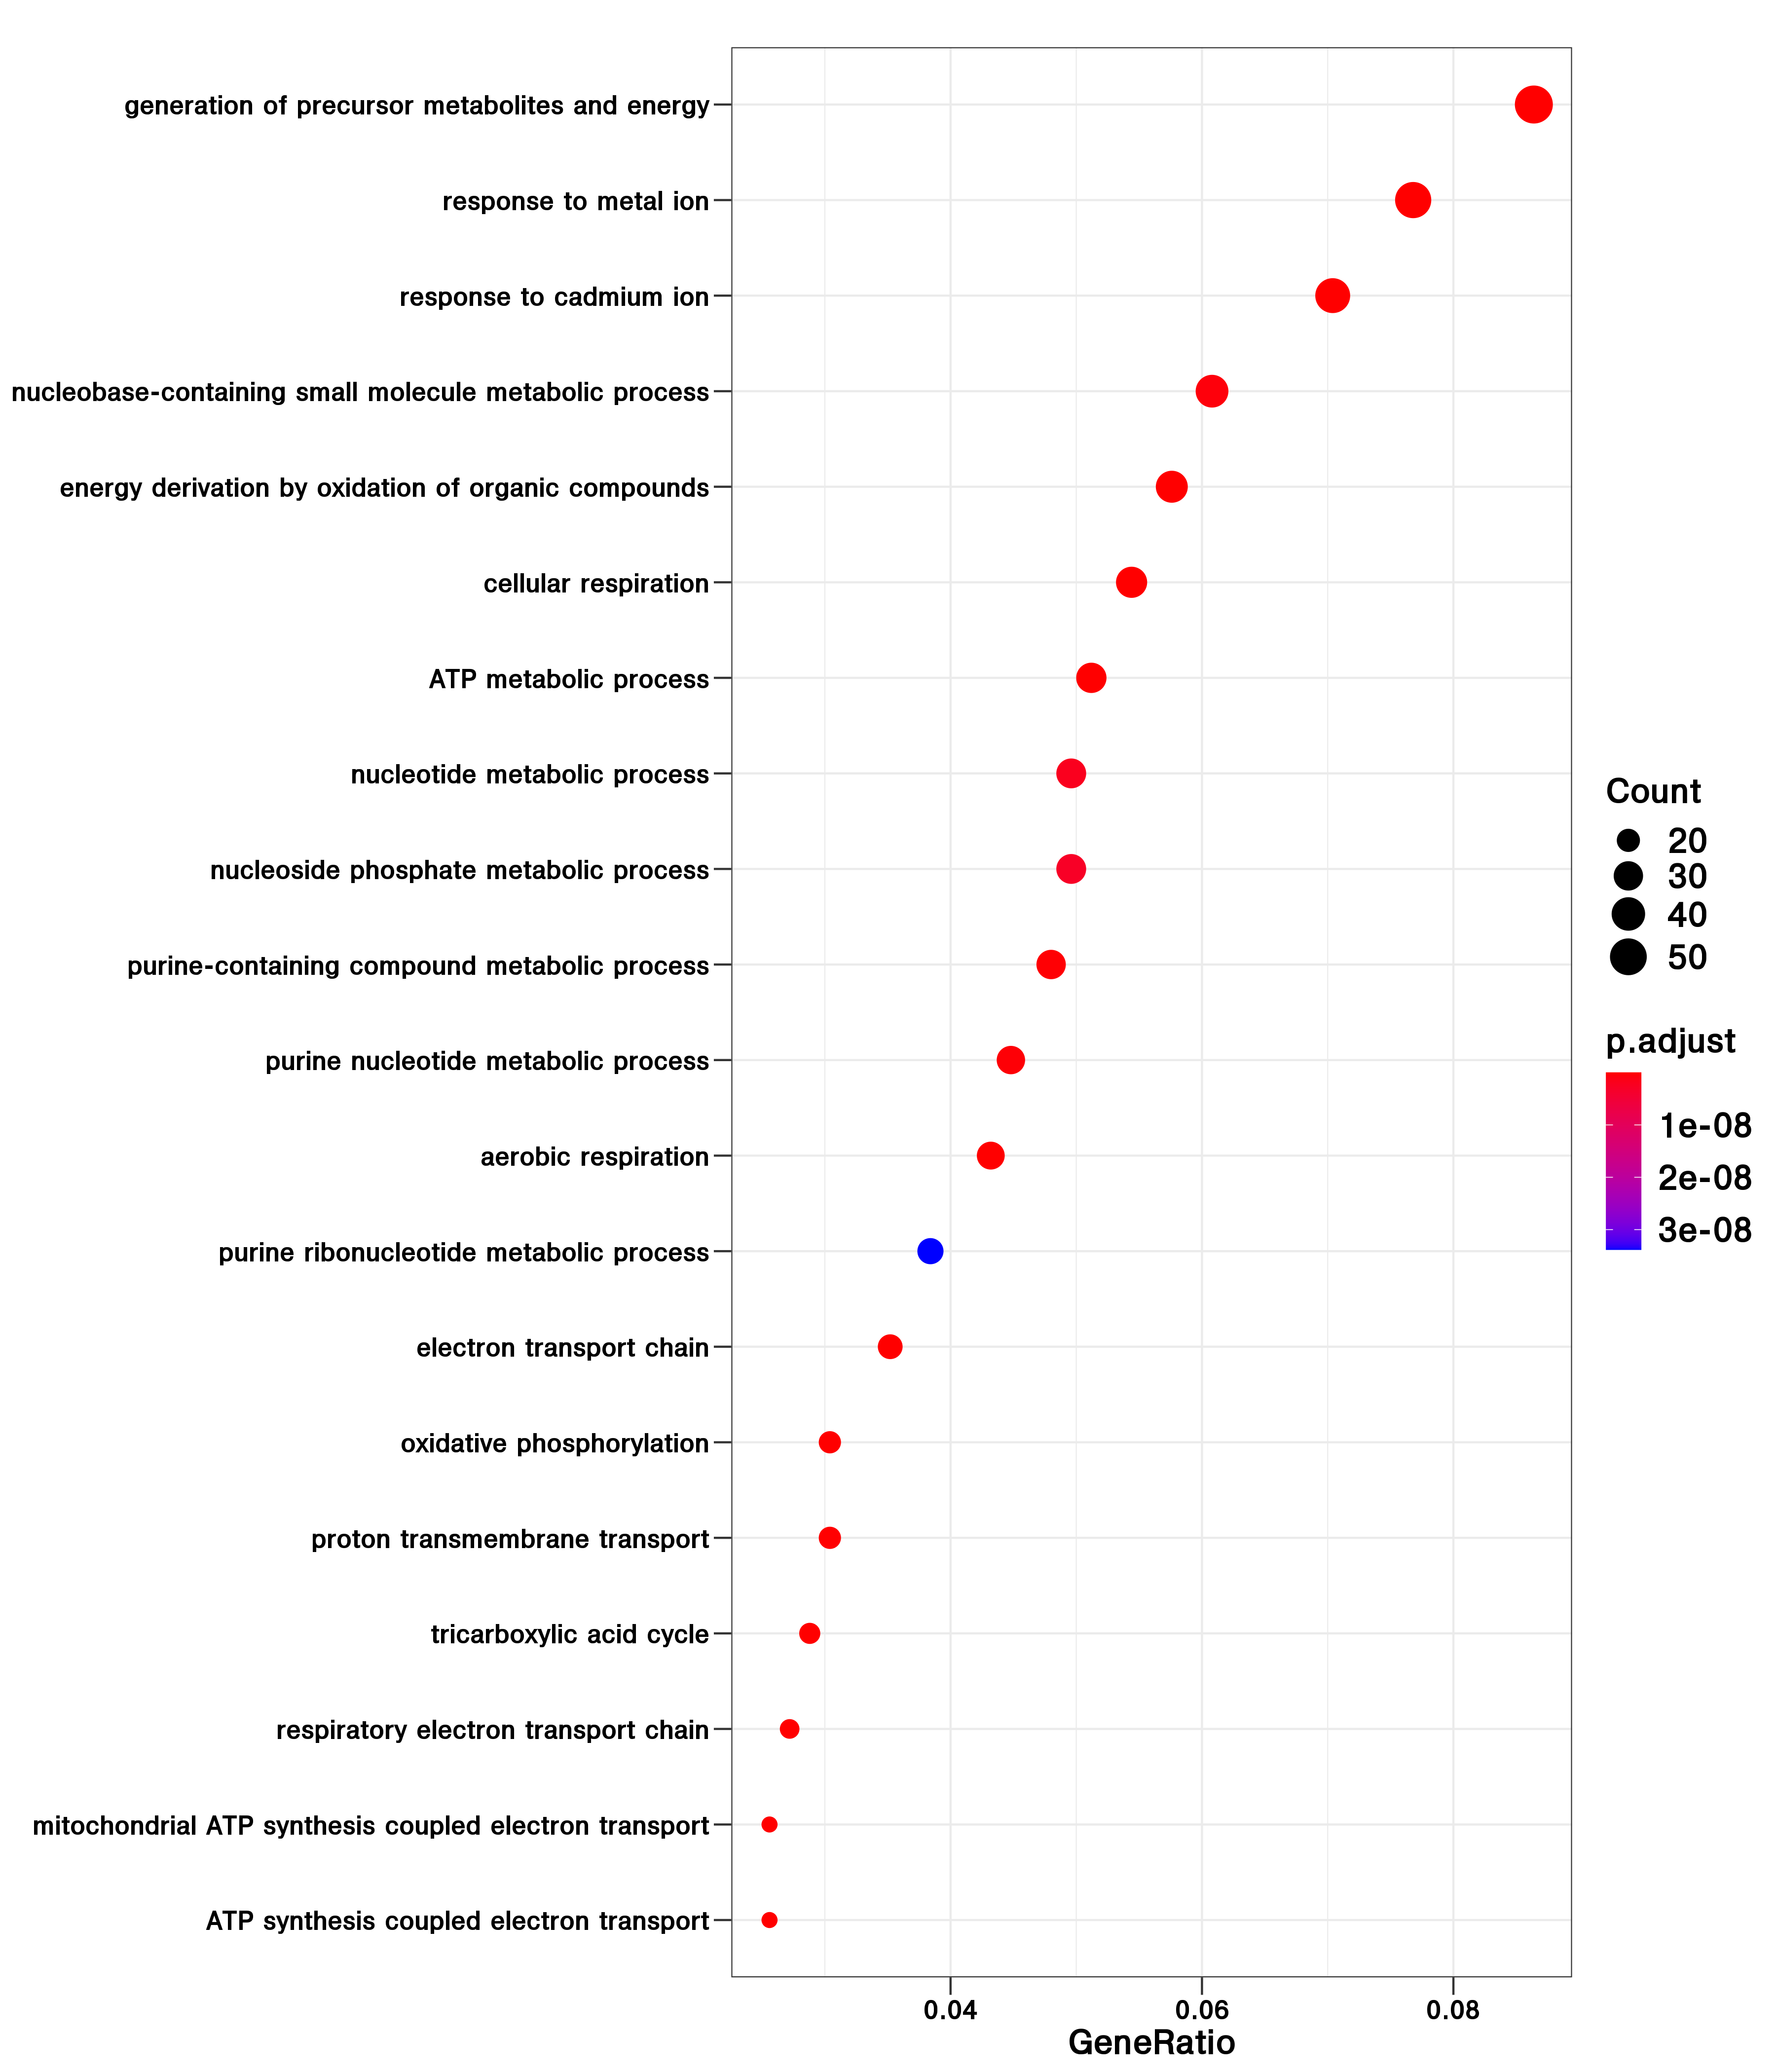 generation of precursor metabolites and energy
response to metal ion
response to cadmium ion
nucleobase-containing small molecule metabolic process
energy derivation by oxidation of organic compounds
cellular respiration
ATP metabolic process
nucleotide metabolic process
nucleoside phosphate metabolic process
purine-containing compound metabolic process
purine nucleotide metabolic process
aerobic respiration
purine ribonucleotide metabolic process
electron transport chain
oxidative phosphorylation
proton transmembrane transport
tricarboxylic acid cycle
respiratory electron transport chain
mitochondrial ATP synthesis coupled electron transport
ATP synthesis coupled electron transport
0.04 0.06 0.08
GeneRatio
Count
20
30
40
50
p.adjust
1e-08
2e-08
3e-08